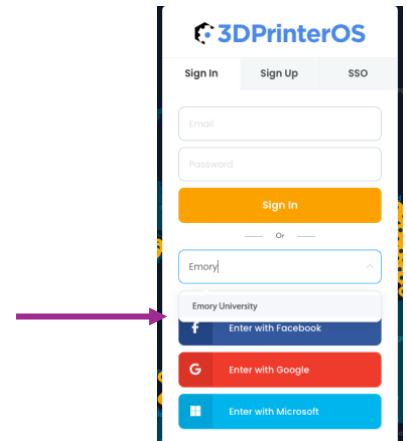 3DPrinterOS
Sign In Sign Up SSO
Email
Password
Sign In
Or
Emory
Emory University
Enter with Facebook
Enter with Google
Enter with Microsoft